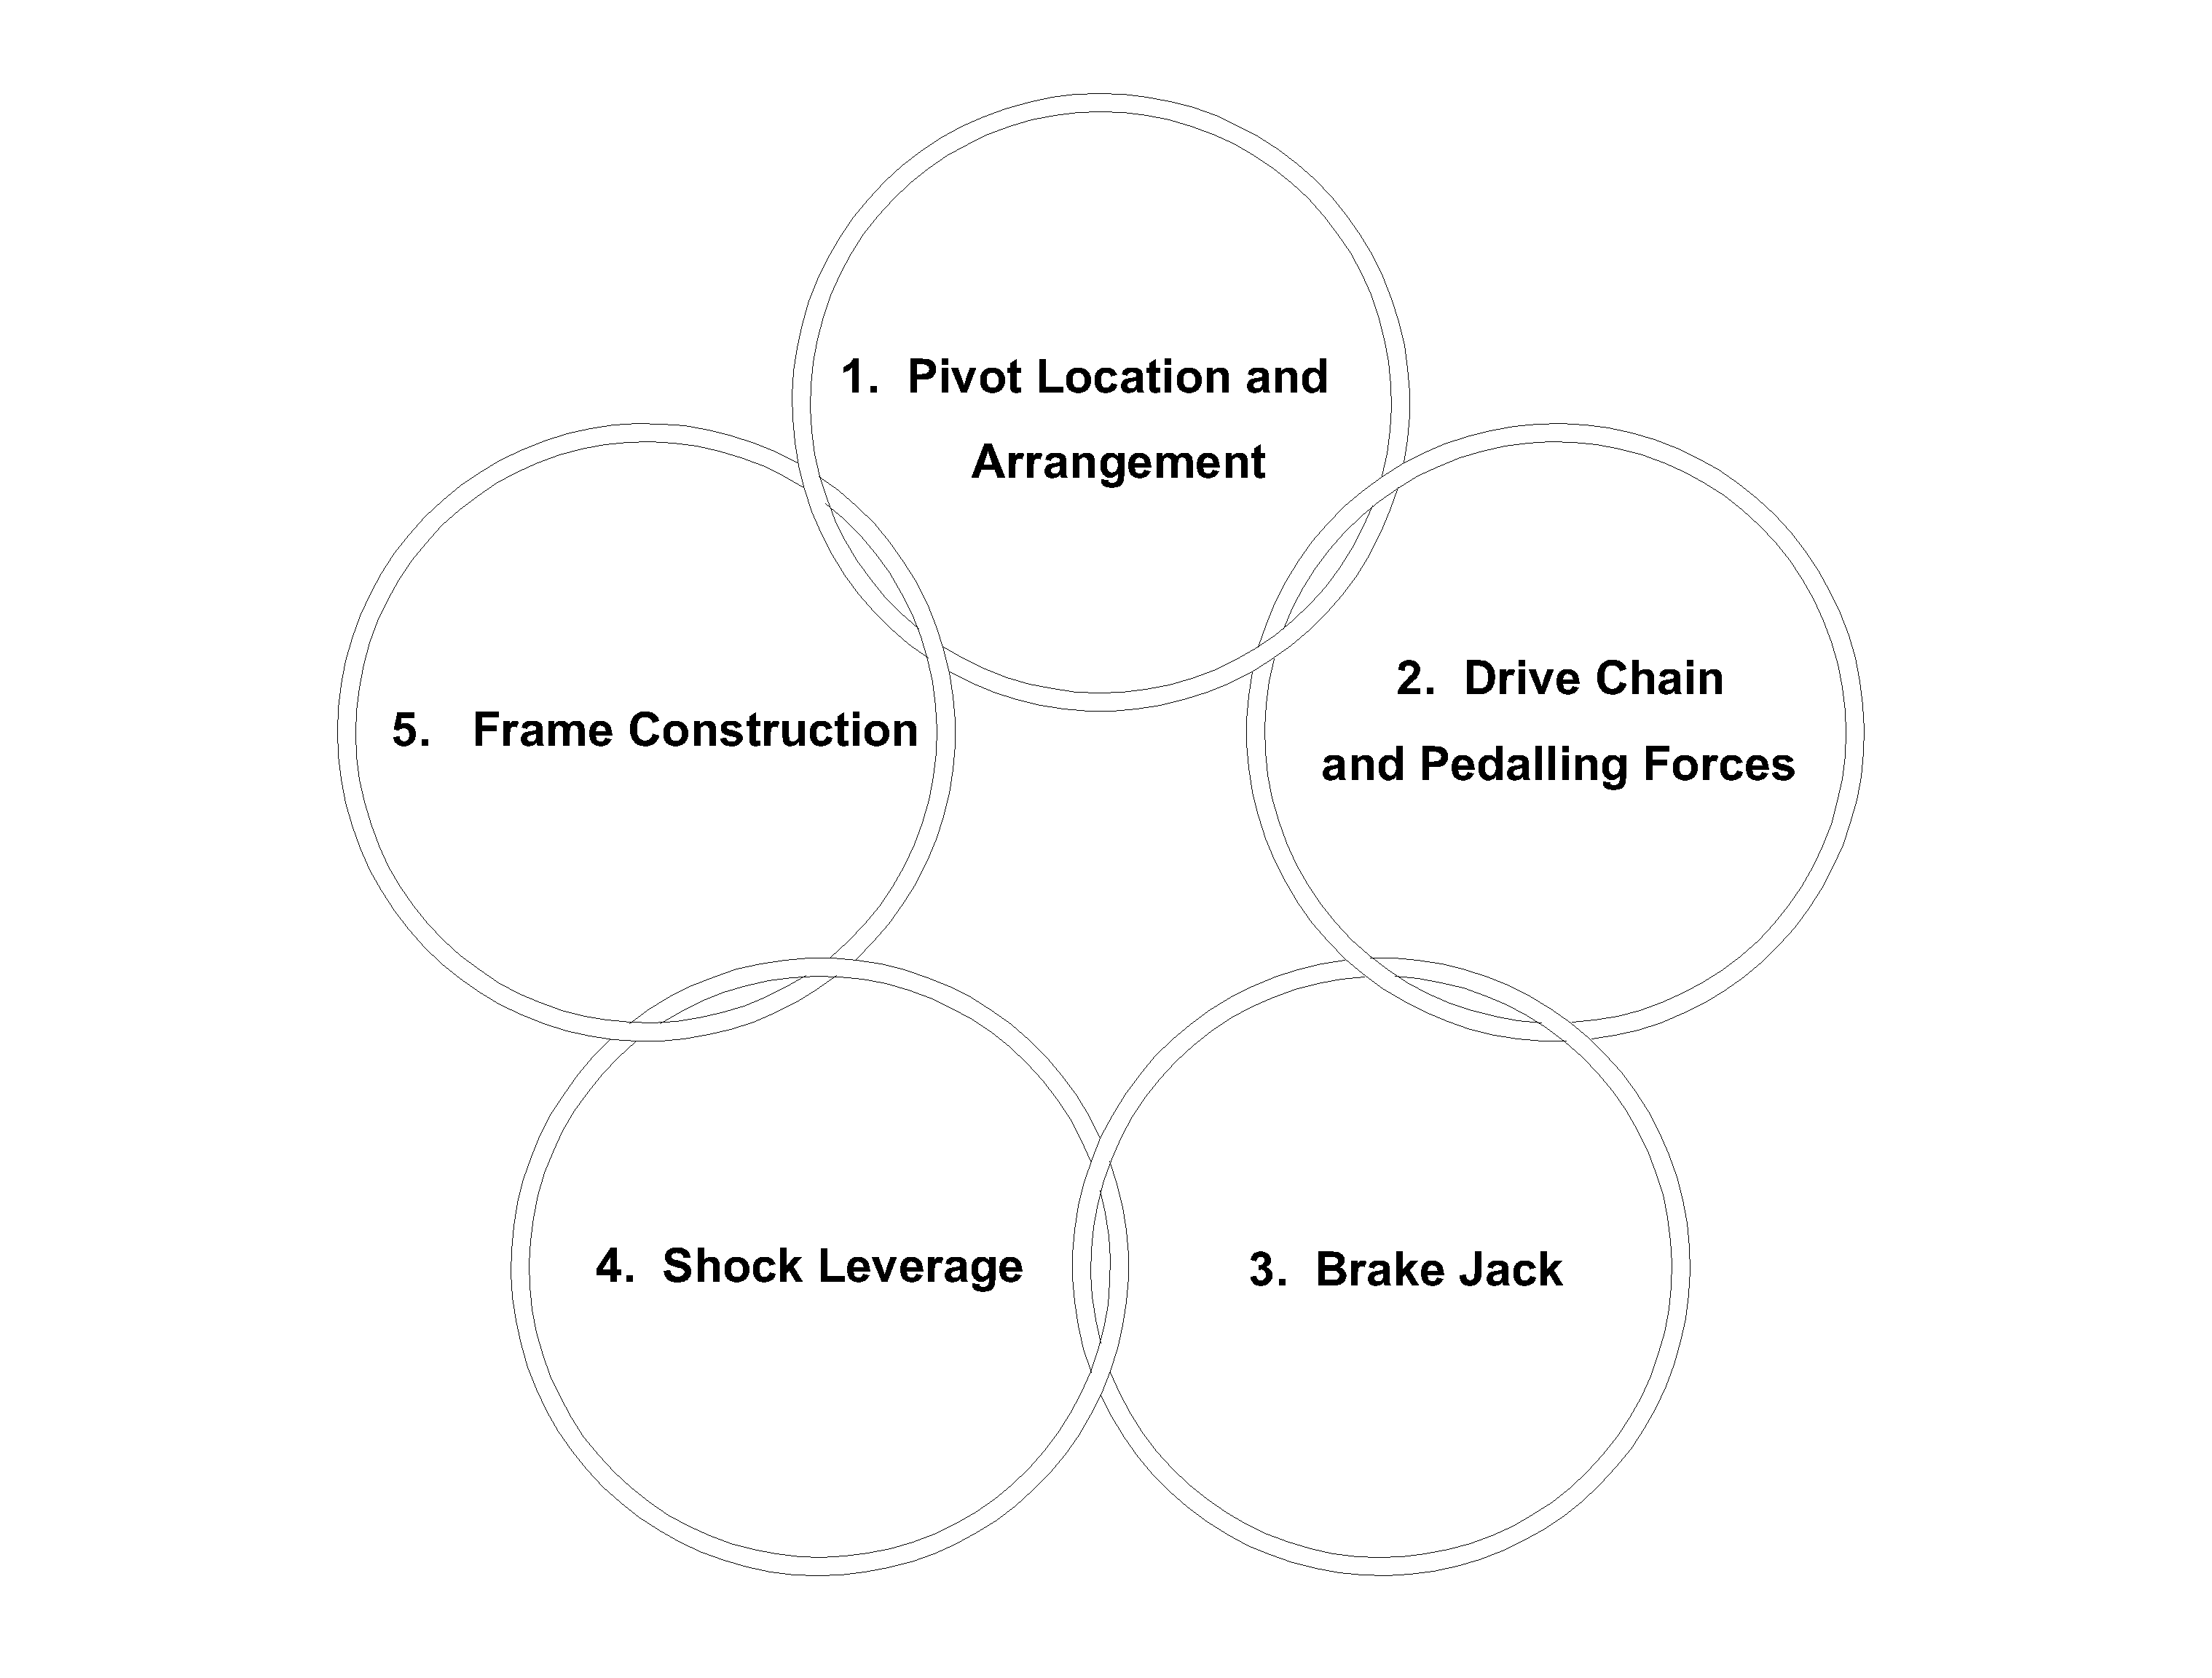 1. Pivot Location and
Arrangement
2. Drive Chain
and Pedalling Forces
3. Brake Jack
4. Shock Leverage
5. Frame Construction